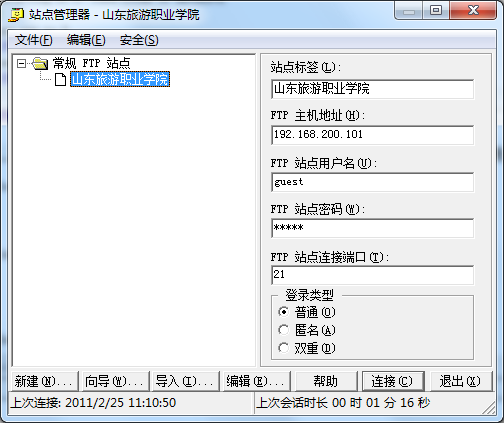 站点管理器 - 山东旅游职业学院
文件(F) 编辑(E) 安全(S)
常规 FTP 站点
山东旅游职业学院
站点标签(L):
山东旅游职业学院
FTP 主机地址(H):
192.168.200.101
FTP 站点用户名(U):
guest
FTP 站点密码(W):
*****
FTP 站点连接端口(T):
21
登录类型
普通(O)
匿名(A)
双重(D)
新建(N)... 向导(W)... 导入(I)... 编辑(E)... 帮助 连接(C) 退出(X)
上次连接: 2011/2/25 11:10:50 上次会话时长 00 时 01 分 16 秒